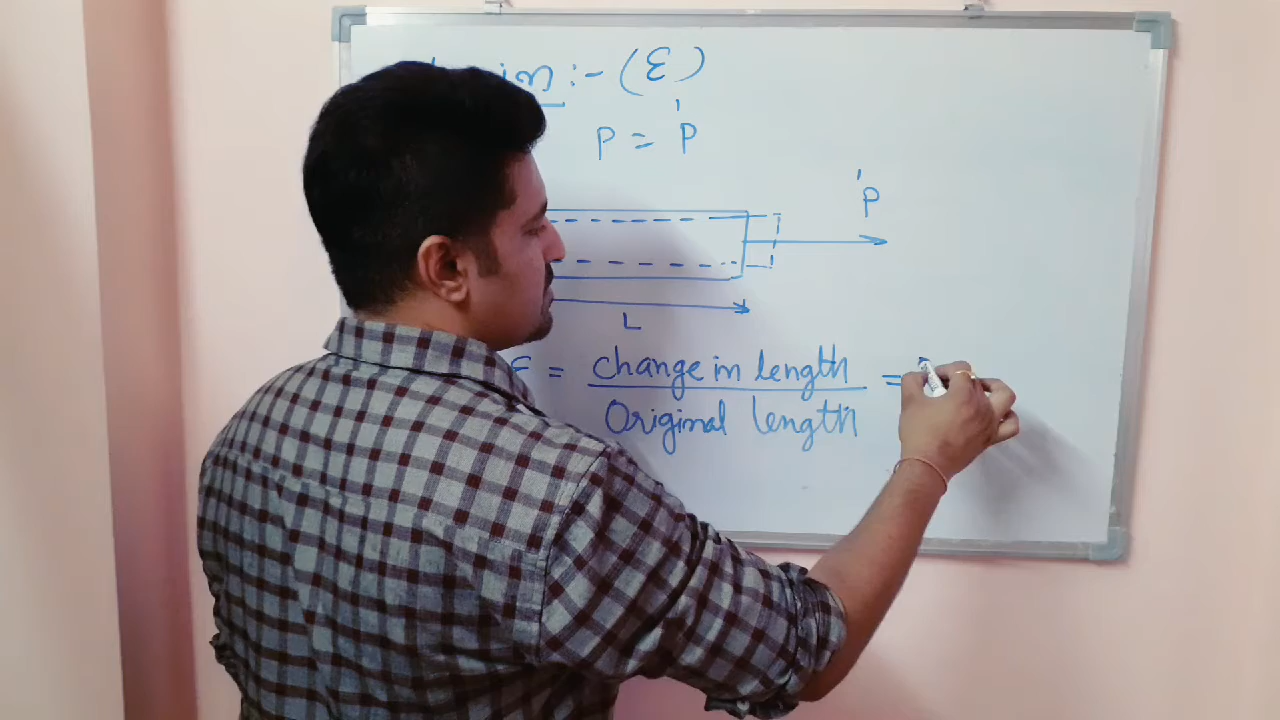 :- (ε)
P = P'
P'
L
ε = change in length / Original length =